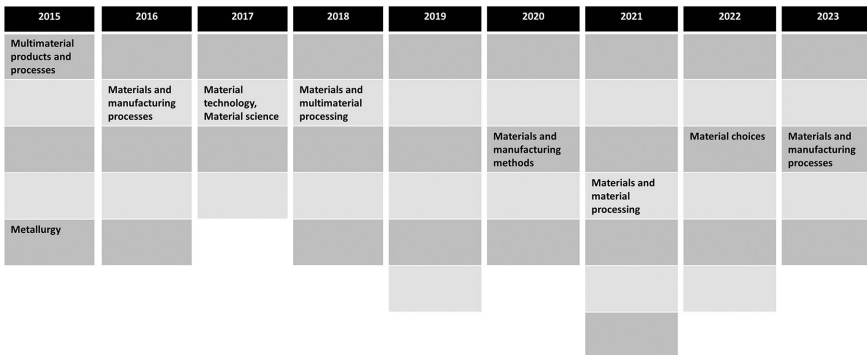 2015 2016 2017 2018 2019 2020 2021 2022 2023
Multimaterial
products and
processes
Materials and
manufacturing
processes
Material
technology,
Material science
Materials and
multimaterial
processing
Materials and
manufacturing
methods
Material choices
Materials and
manufacturing
processes
Materials and
material
processing
Metallurgy